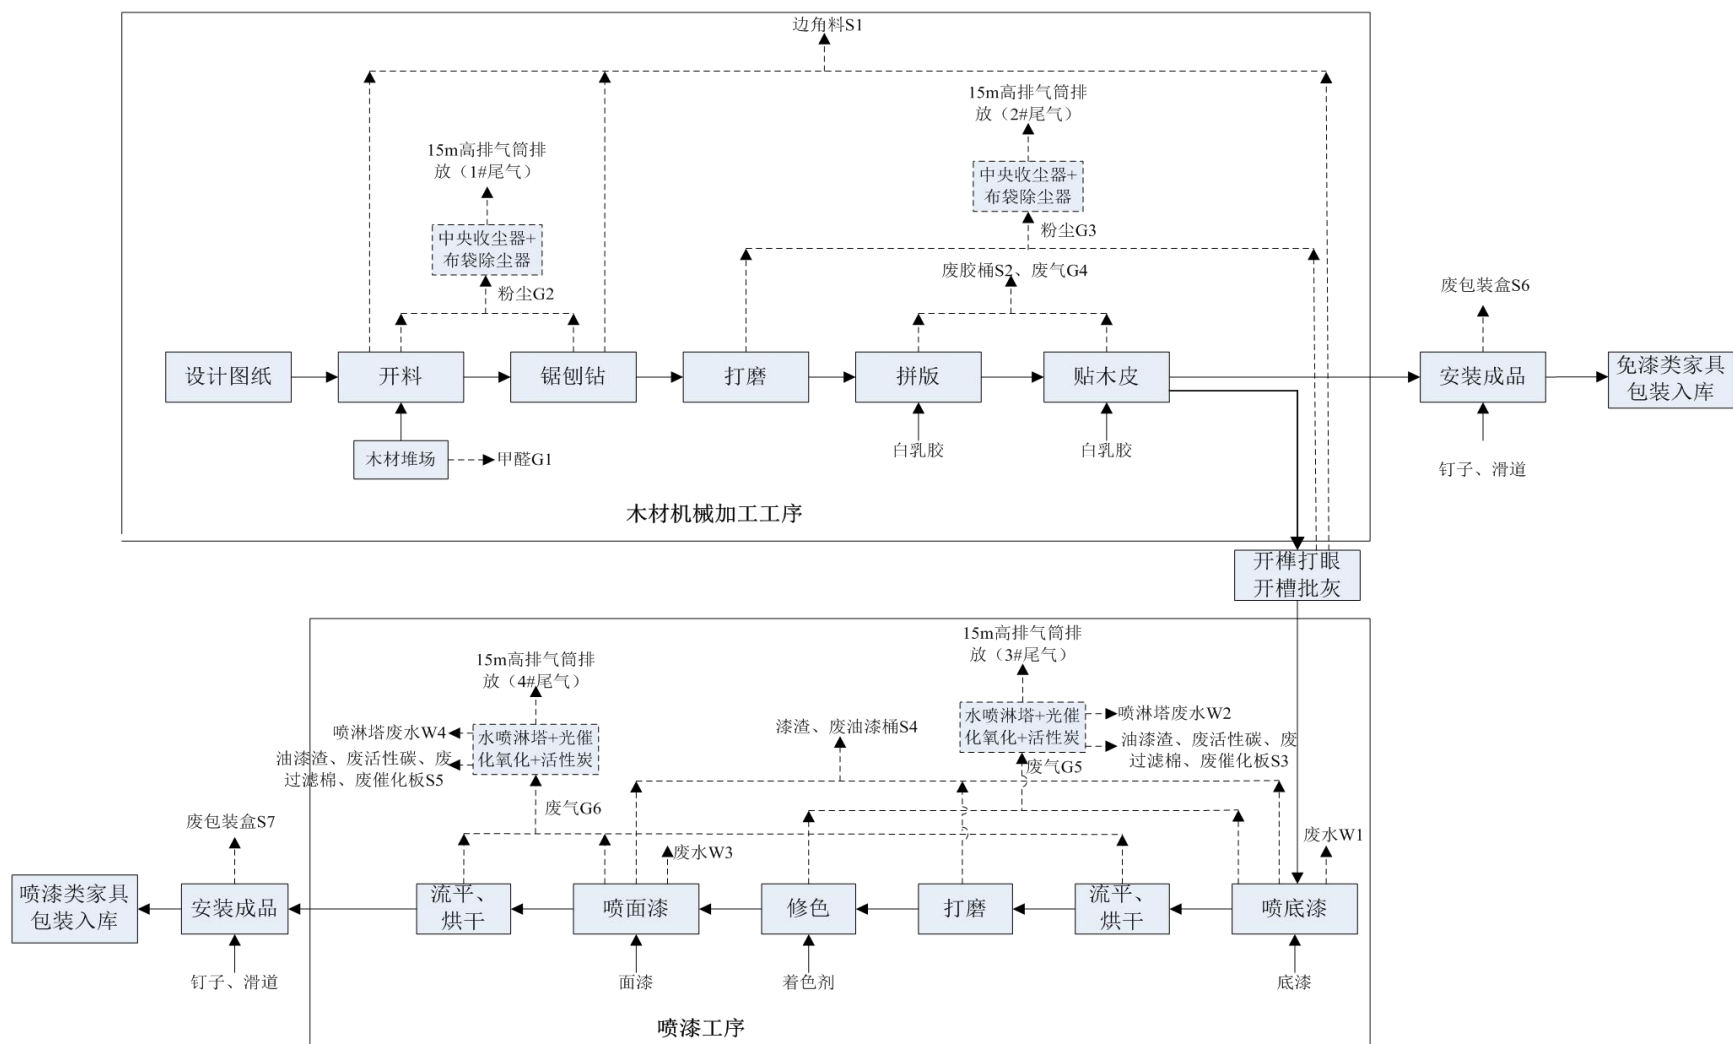 边角料S1
15m高排气筒排
放（2#尾气）
15m高排气筒排
放（1#尾气）
中央收尘器+
布袋除尘器
中央收尘器+
布袋除尘器
粉尘G3
粉尘G2
废胶桶S2、废气G4
废包装盒S6
设计图纸
开料
锯刨钻
打磨
拼版
贴木皮
安装成品
免漆类家具
包装入库
木材堆场
甲醛G1
白乳胶
白乳胶
钉子、滑道
木材机械加工工序
开榫打眼
开槽批灰
15m高排气筒排
放（4#尾气）
15m高排气筒排
放（3#尾气）
喷淋塔废水W4
水喷淋塔+光催
化氧化+活性炭
油漆渣、废活性碳、废
过滤棉、废催化板S5
漆渣、废油漆桶S4
水喷淋塔+光催
化氧化+活性炭
喷淋塔废水W2
油漆渣、废活性碳、废
过滤棉、废催化板S3
废气G6
废气G5
废包装盒S7
废水W3
废水W1
喷漆类家具
包装入库
安装成品
流平、
烘干
喷面漆
修色
打磨
流平、
烘干
喷底漆
钉子、滑道
面漆
着色剂
底漆
喷漆工序